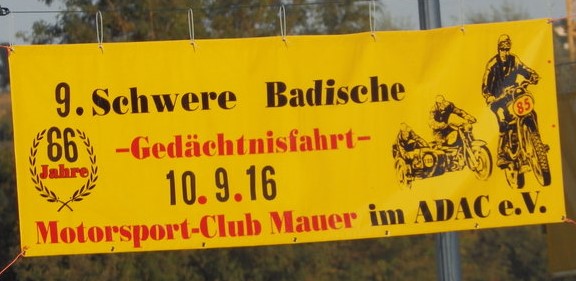 9. Schwere Badische
66
Jahre
-Gedächtnisfahrt-
10.9.16
Motorsport-Club Mauer im ADAC e.V.
85